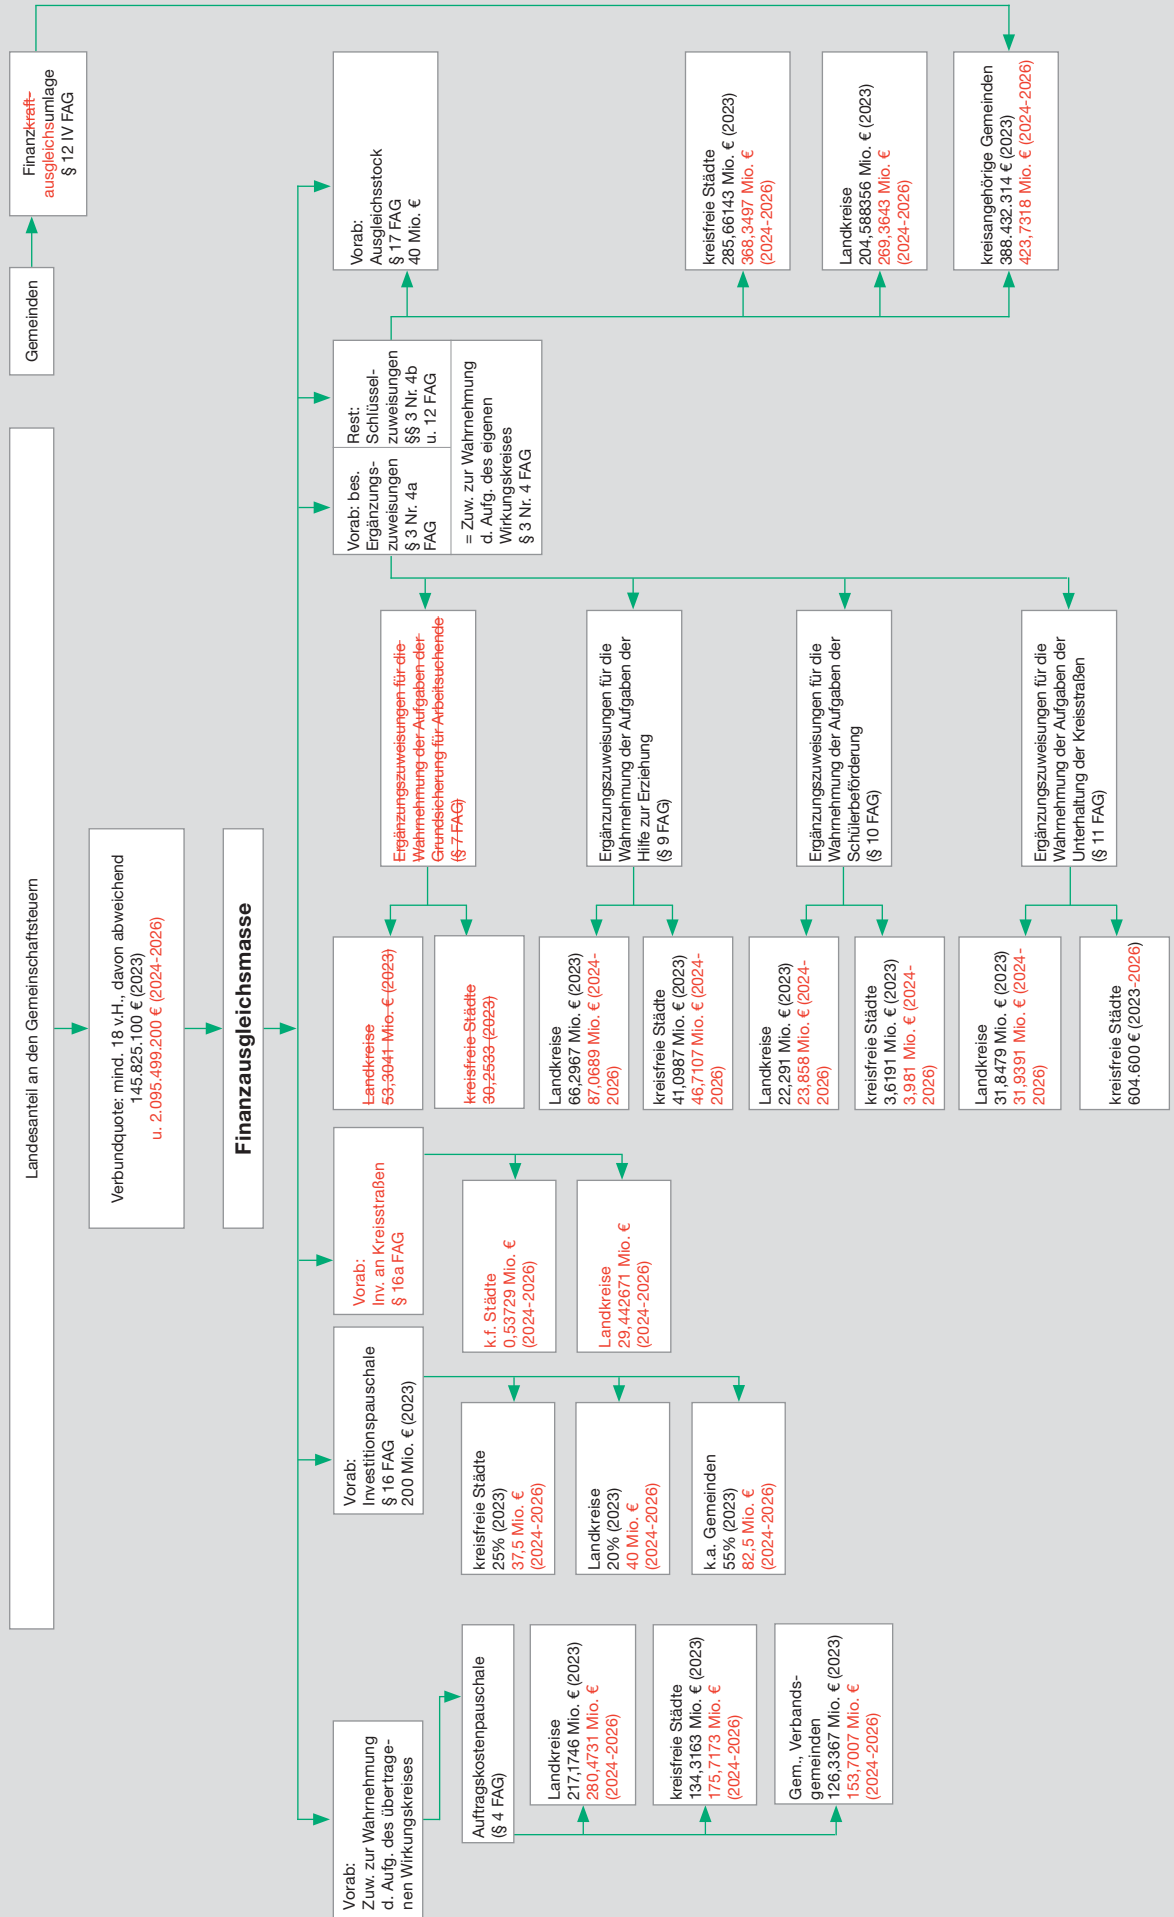 Landesanteil an den Gemeinschaftsteuern
Gemeinden
Finanzkraft-
ausgleichsumlage
§ 12 IV FAG
Verbundquote: mind. 18 v.H., davon abweichend
145.825.100 € (2023)
u. 2.095.499.200 € (2024-2026)
Finanzausgleichsmasse
Vorab:
Zuw. zur Wahrnehmung
d. Aufg. des übertrage-
nen Wirkungskreises
Auftragskostenpauschale
(§ 4 FAG)
Landkreise
217,1746 Mio. € (2023)
280,4731 Mio. €
(2024-2026)
kreisfreie Städte
134,3163 Mio. € (2023)
175,7173 Mio. €
(2024-2026)
Gem., Verbands-
gemeinden
126,3367 Mio. € (2023)
153,7007 Mio. €
(2024-2026)
Vorab:
Investitionspauschale
§ 16 FAG
200 Mio. € (2023)
kreisfreie Städte
25% (2023)
37,5 Mio. €
(2024-2026)
Landkreise
20% (2023)
40 Mio. €
(2024-2026)
k.a. Gemeinden
55% (2023)
82,5 Mio. €
(2024-2026)
Vorab:
Inv. an Kreisstraßen
§ 16a FAG
k.f. Städte
0,53729 Mio. €
(2024-2026)
Landkreise
29,442671 Mio. €
(2024-2026)
Vorab: bes.
Ergänzungs-
zuweisungen
§ 3 Nr. 4a
FAG
Rest:
Schlüssel-
zuweisungen
§§ 3 Nr. 4b
u. 12 FAG
= Zuw. zur Wahrnehmung
d. Aufg. des eigenen
Wirkungskreises
§ 3 Nr. 4 FAG
Ergänzungszuweisungen für die
Wahrnehmung der Aufgaben der
Grundsicherung für Arbeitsuchende
(§ 7 FAG)
Landkreise
53,3041 Mio. € (2023)
kreisfreie Städte
30,2533 (2023)
Ergänzungszuweisungen für die
Wahrnehmung der Aufgaben der
Hilfe zur Erziehung
(§ 9 FAG)
Landkreise
66,2967 Mio. € (2023)
87,0689 Mio. € (2024-
2026)
kreisfreie Städte
41,0987 Mio. € (2023)
46,7107 Mio. € (2024-
2026)
Ergänzungszuweisungen für die
Wahrnehmung der Aufgaben der
Schülerbeförderung
(§ 10 FAG)
Landkreise
22,291 Mio. € (2023)
23,858 Mio. € (2024-
2026)
kreisfreie Städte
3,6191 Mio. € (2023)
3,981 Mio. € (2024-
2026)
Ergänzungszuweisungen für die
Wahrnehmung der Aufgaben der
Unterhaltung der Kreisstraßen
(§ 11 FAG)
Landkreise
31,8479 Mio. € (2023)
31,9391 Mio. € (2024-
2026)
kreisfreie Städte
604.600 € (2023-2026)
Vorab:
Ausgleichsstock
§ 17 FAG
40 Mio. €
kreisfreie Städte
285,66143 Mio. € (2023)
368,3497 Mio. €
(2024-2026)
Landkreise
204,588356 Mio. € (2023)
269,3643 Mio. €
(2024-2026)
kreisangehörige Gemeinden
388.432.314 € (2023)
423,7318 Mio. € (2024-2026)